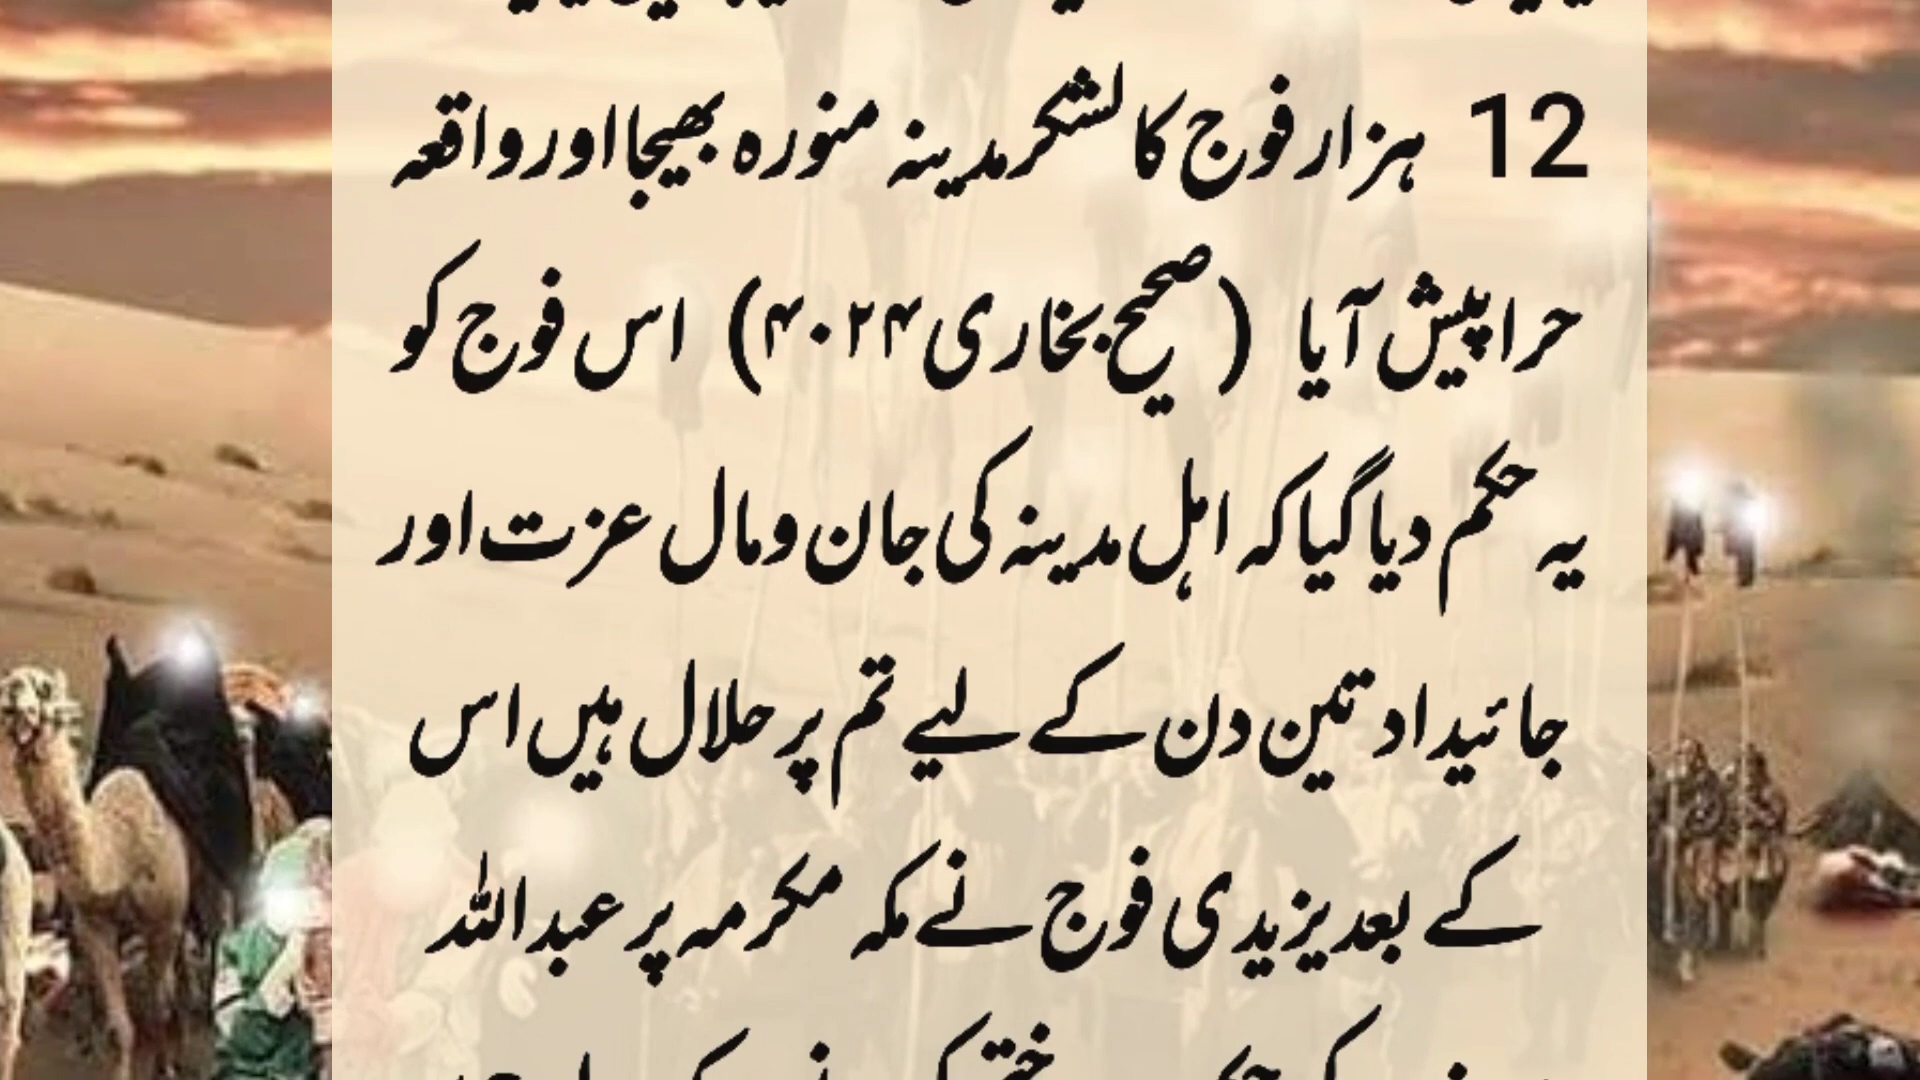 12 ہزار فوج کا لشکر مدینہ منورہ بھیجا اور واقعہ
حرا پیش آیا (صحیح بخاری ۴۰۲۴) اس فوج کو
یہ حکم دیا گیا کہ اہل مدینہ کی جان و مال عزت اور
جائیداد تین دن کے لیے تم پر حلال ہیں اس
کے بعد یزیدی فوج نے مکہ مکرمہ پر عبداللہ